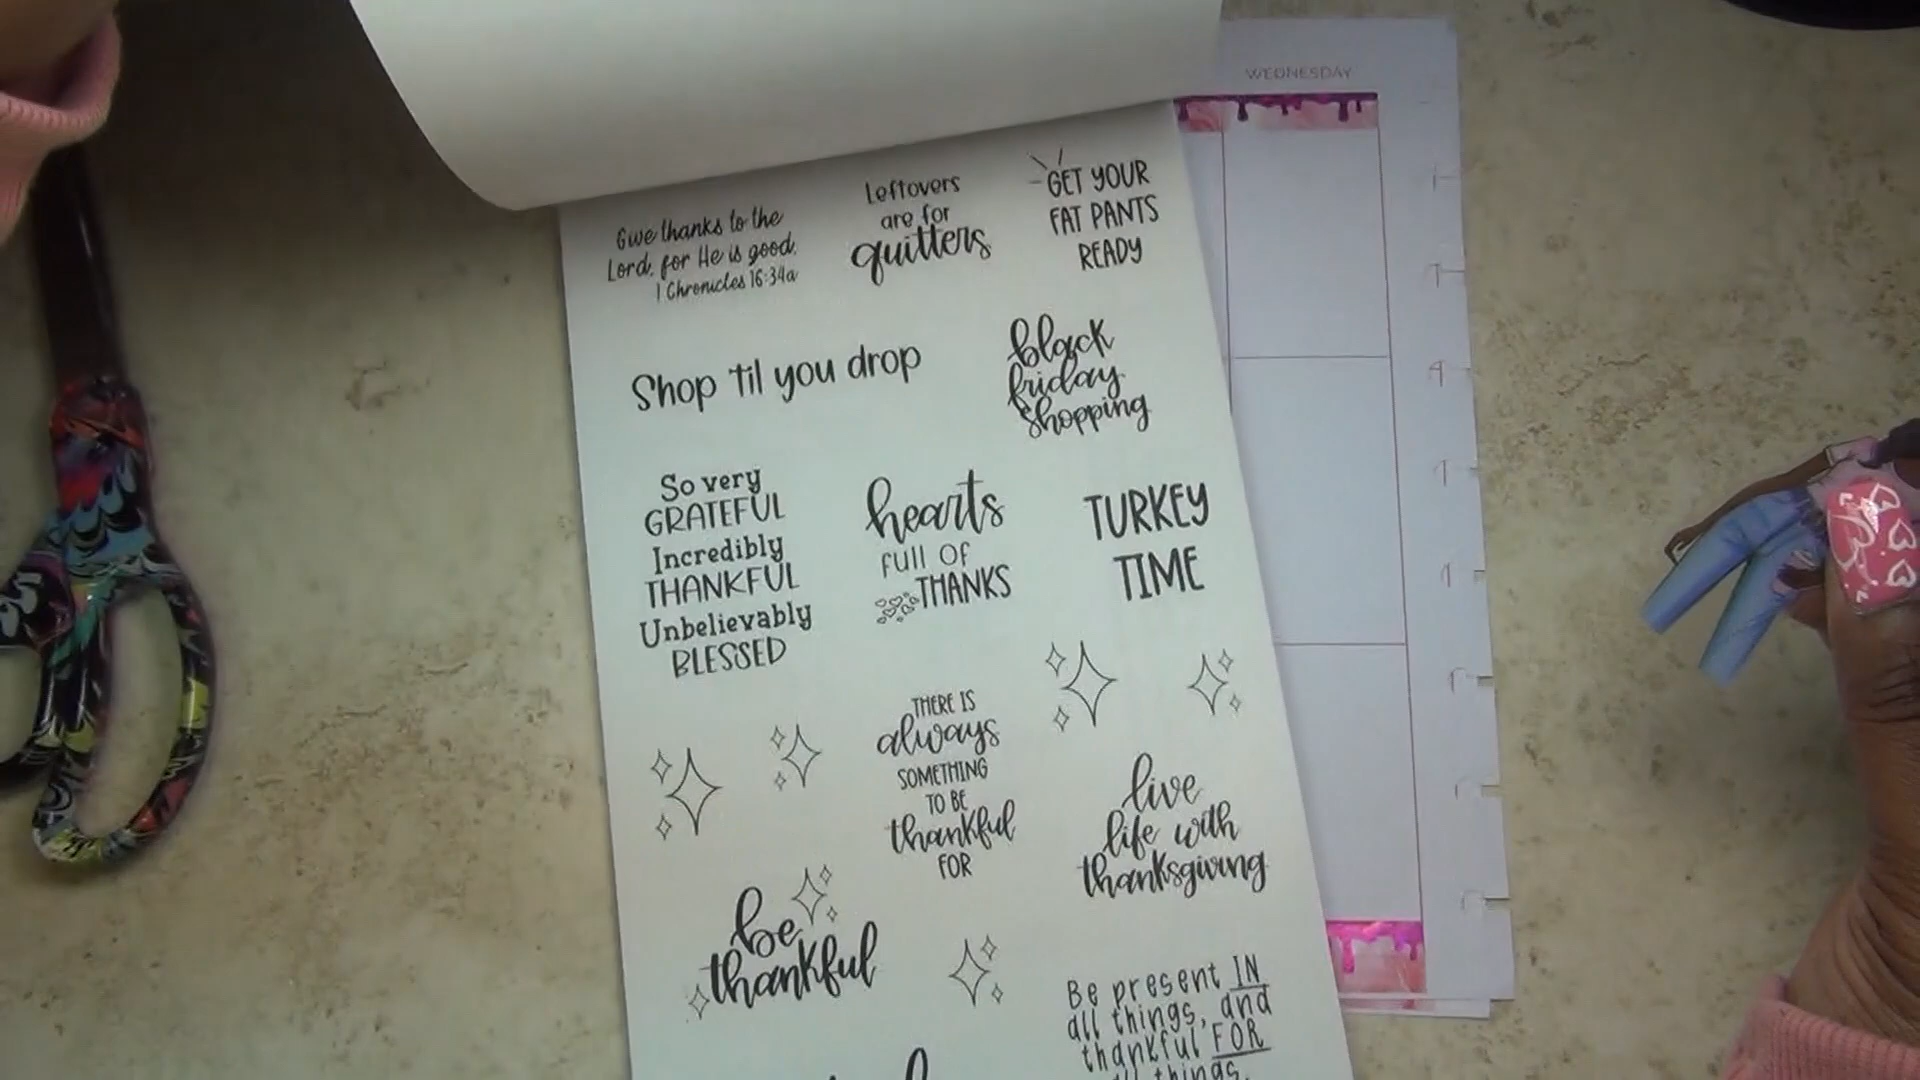 WEDNESDAY
Give thanks to the
Lord, for He is good,
1 Chronicles 16:34a
Leftovers
are for
quitters
GET YOUR
FAT PANTS
READY
Shop 'til you drop
black
friday
shopping
So very
GRATEFUL
Incredibly
THANKFUL
Unbelievably
BLESSED
hearts
FULL OF
THANKS
TURKEY
TIME
THERE IS
always
SOMETHING
TO BE
thankful
FOR
live
life with
thanksgiving
be
thankful
Be present IN
all things, and
thankful FOR
all things.